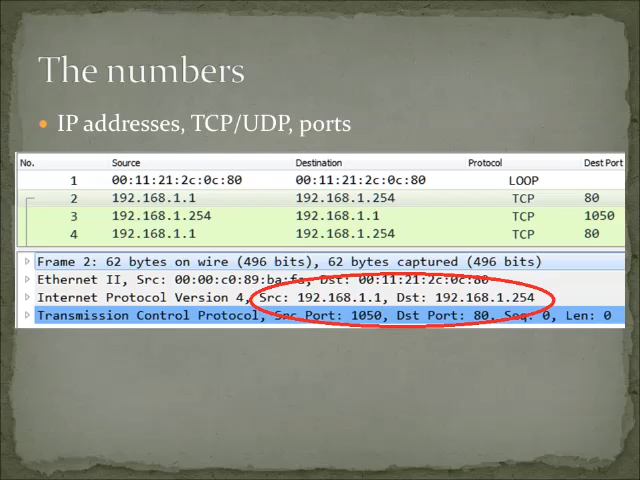 The numbers
IP addresses, TCP/UDP, ports
No. Source Destination Protocol Dest Port
1 00:11:21:2c:0c:80 00:11:21:2c:0c:80 LOOP
2 192.168.1.1 192.168.1.254 TCP 80
3 192.168.1.254 192.168.1.1 TCP 1050
4 192.168.1.1 192.168.1.254 TCP 80
Frame 2: 62 bytes on wire (496 bits), 62 bytes captured (496 bits)
Ethernet II, Src: 00:00:c0:89:ba:fa, Dst: 00:11:21:2c:0c:80
Internet Protocol Version 4, Src: 192.168.1.1, Dst: 192.168.1.254
Transmission Control Protocol, Src Port: 1050, Dst Port: 80, Seq: 0, Len: 0